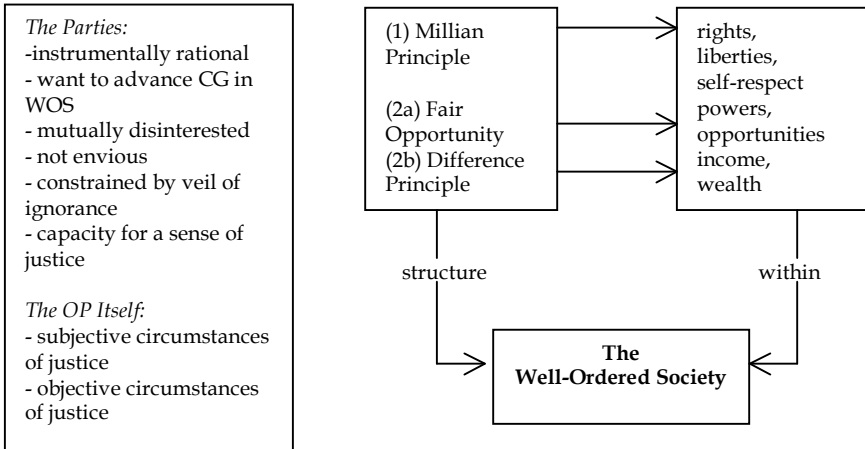 The Parties:
-instrumentally rational
- want to advance CG in
WOS
- mutually disinterested
- not envious
- constrained by veil of
ignorance
- capacity for a sense of
justice
The OP Itself:
- subjective circumstances
of justice
- objective circumstances
of justice
(1) Millian
Principle
(2a) Fair
Opportunity
(2b) Difference
Principle
rights,
liberties,
self-respect
powers,
opportunities
income,
wealth
structure
within
The
Well-Ordered Society